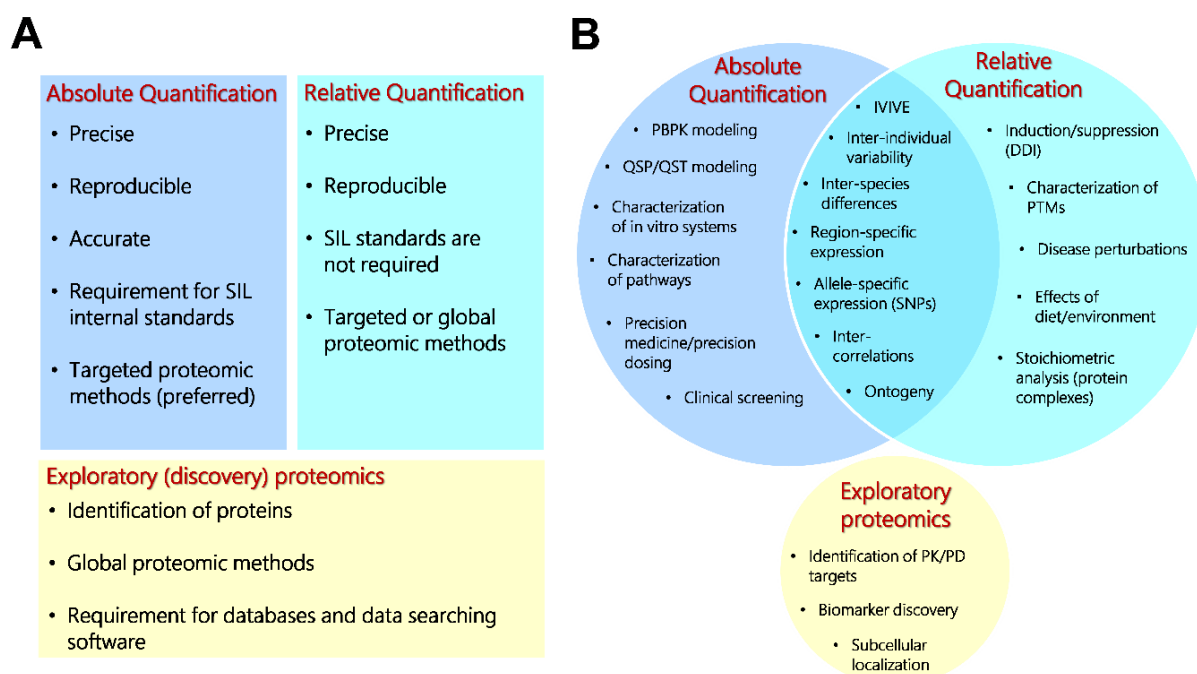 A
Absolute Quantification
• Precise
• Reproducible
• Accurate
• Requirement for SIL
internal standards
• Targeted proteomic
methods (preferred)
Relative Quantification
• Precise
• Reproducible
• SIL standards are
not required
• Targeted or global
proteomic methods
Exploratory (discovery) proteomics
• Identification of proteins
• Global proteomic methods
• Requirement for databases and data searching
software
B
Absolute
Quantification
• PBPK modeling
• QSP/QST modeling
• Characterization
of in vitro systems
• Characterization
of pathways
• Precision
medicine/precision
dosing
• Clinical screening
• IVIVE
• Inter-individual
variability
• Inter-species
differences
• Region-specific
expression
• Allele-specific
expression (SNPs)
• Inter-
correlations
• Ontogeny
Relative
Quantification
• Induction/suppression
(DDI)
• Characterization of
PTMs
• Disease perturbations
• Effects of
diet/environment
• Stoichiometric
analysis (protein
complexes)
Exploratory
proteomics
• Identification of PK/PD
targets
• Biomarker discovery
• Subcellular
localization